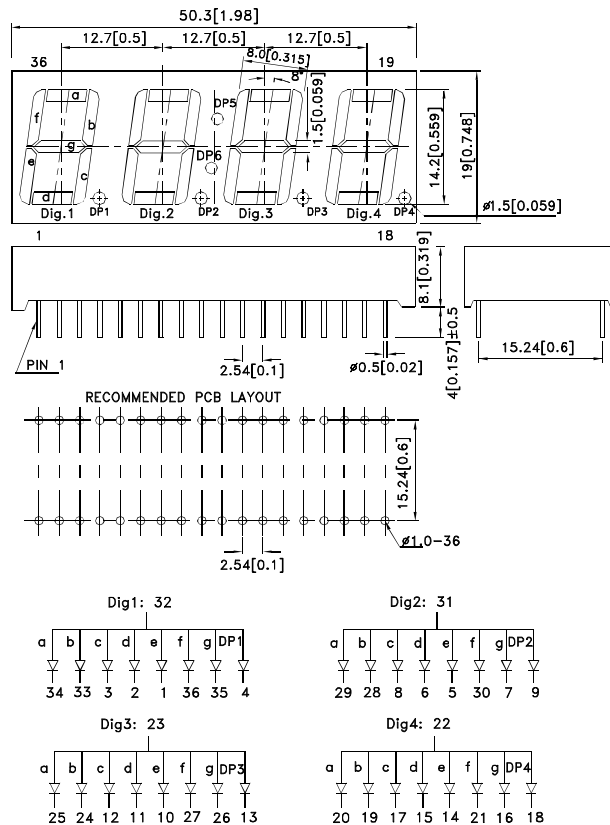 50.3[1.98]
12.7[0.5] 12.7[0.5] 12.7[0.5]
8.0[0.315]
36 8° 19
1.5[0.059]
a
f b
g
e c
d
DP5
DP6
14.2[0.559]
19[0.748]
Dig.1 DP1 Dig.2 DP2 Dig.3 DP3 Dig.4 DP4
ø1.5[0.059]
1 18
8.1[0.319]
PIN 1
2.54[0.1]
ø0.5[0.02]
4[0.157]±0.5
15.24[0.6]
RECOMMENDED PCB LAYOUT
15.24[0.6]
2.54[0.1]
ø1.0-36
Dig1: 32
a b c d e f g DP1
34 33 3 2 1 36 35 4
Dig2: 31
a b c d e f g DP2
29 28 8 6 5 30 7 9
Dig3: 23
a b c d e f g DP3
25 24 12 11 10 27 26 13
Dig4: 22
a b c d e f g DP4
20 19 17 15 14 21 16 18